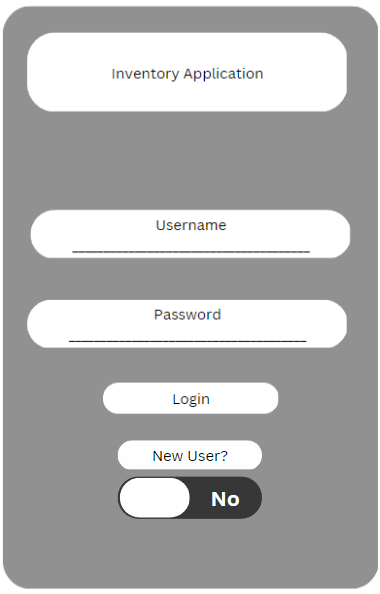 Inventory Application
Username
Password
Login
New User?
No